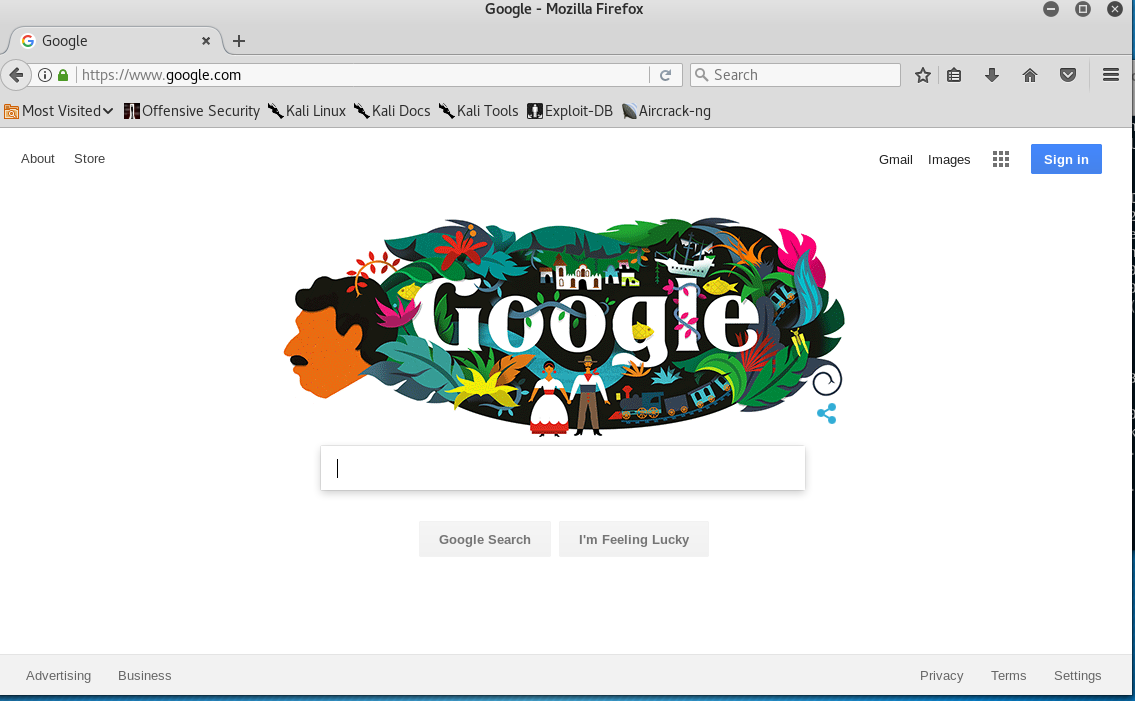 Google - Mozilla Firefox
Google
https://www.google.com
Search
Most Visited Offensive Security Kali Linux Kali Docs Kali Tools Exploit-DB Aircrack-ng
About Store Gmail Images Sign in
Google
Google Search I'm Feeling Lucky
Advertising Business Privacy Terms Settings